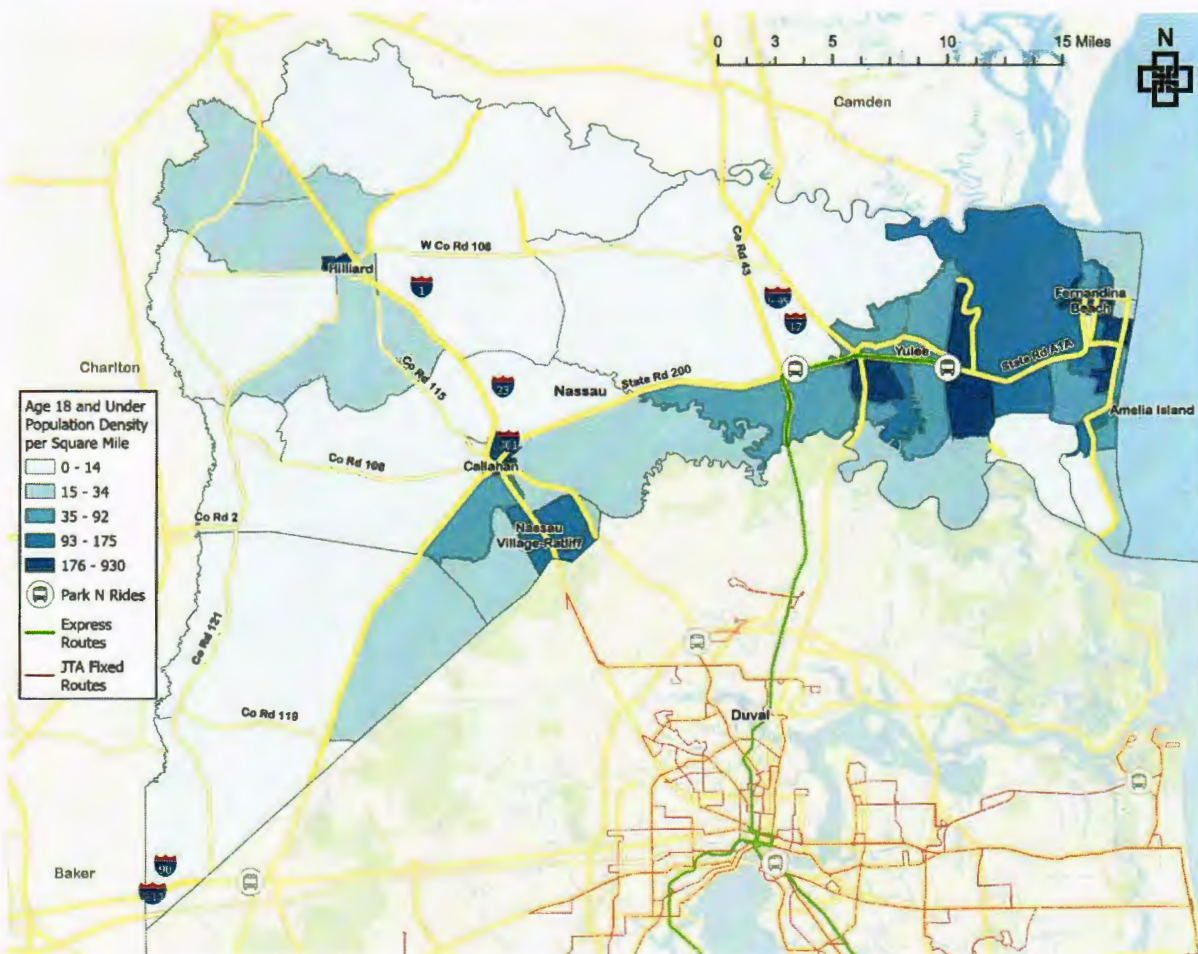 0 3 5 10 15 Miles
N
Camden
Co Rd 43
W Co Rd 108
Hilliard
1
17
Fernandina
Beach
Yulee
State Rd A1A
Charlton
Co Rd 115
23
Nassau
State Rd 200
Amelia Island
Age 18 and Under
Population Density
per Square Mile
0 - 14
15 - 34
35 - 92
93 - 175
176 - 930
Park N Rides
Express
Routes
JTA Fixed
Routes
Callahan
Co Rd 108
Co Rd 2
Nassau
Village-Ratliff
Co Rd 121
Co Rd 119
Duval
Baker
90